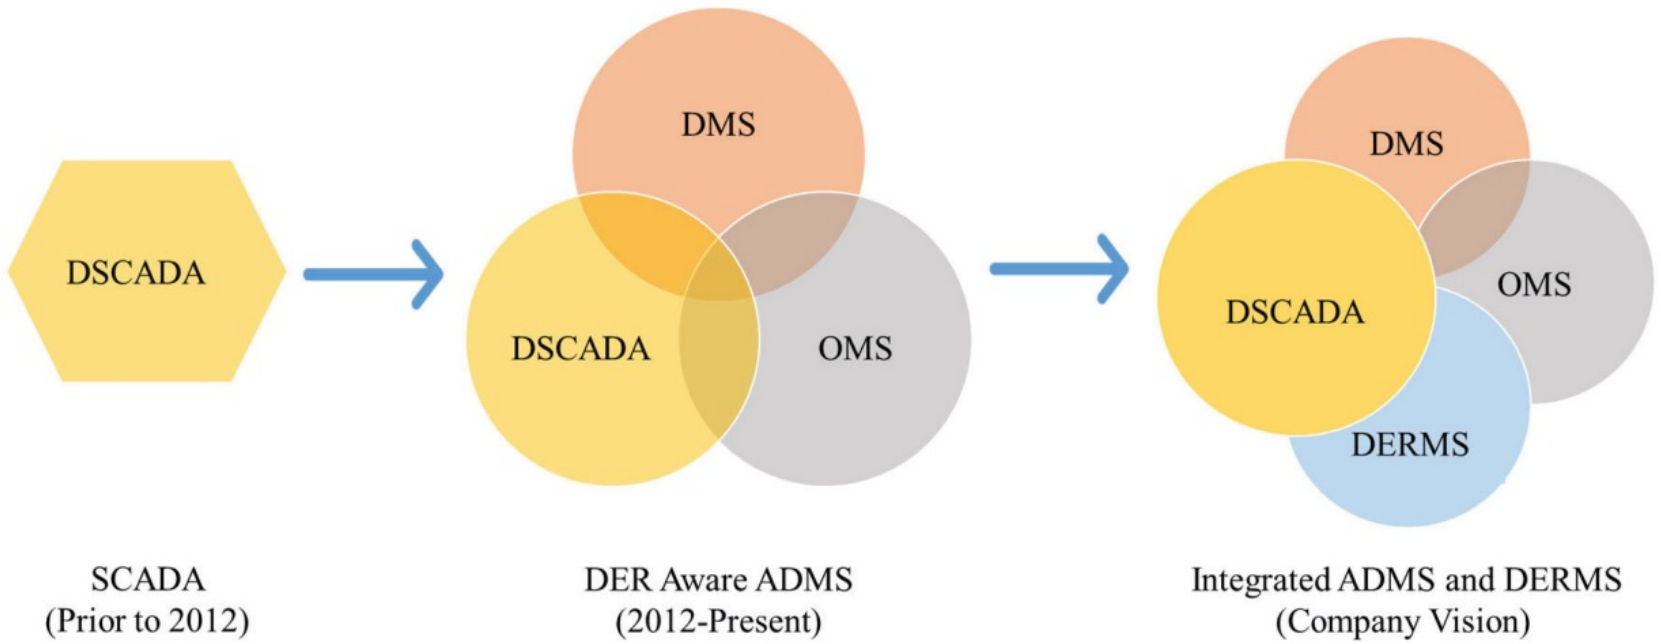 DSCADA
SCADA
(Prior to 2012)
DMS
DSCADA
OMS
DER Aware ADMS
(2012-Present)
DMS
OMS
DSCADA
DERMS
Integrated ADMS and DERMS
(Company Vision)